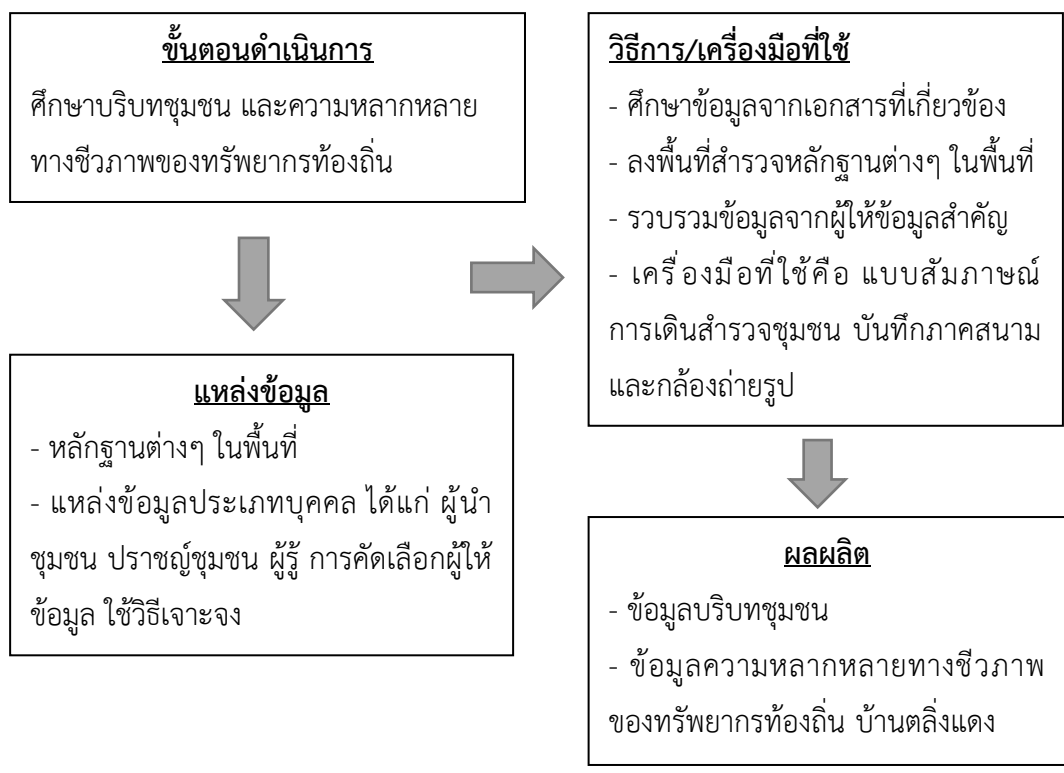 ขั้นตอนดำเนินการ
ศึกษาบริบทชุมชน และความหลากหลาย
ทางชีวภาพของทรัพยากรท้องถิ่น
แหล่งข้อมูล
- หลักฐานต่างๆ ในพื้นที่
- แหล่งข้อมูลประเภทบุคคล ได้แก่ ผู้นำ
ชุมชน ปราชญ์ชุมชน ผู้รู้ การคัดเลือกผู้ให้
ข้อมูล ใช้วิธีเจาะจง
วิธีการ/เครื่องมือที่ใช้
- ศึกษาข้อมูลจากเอกสารที่เกี่ยวข้อง
- ลงพื้นที่สำรวจหลักฐานต่างๆ ในพื้นที่
- รวบรวมข้อมูลจากผู้ให้ข้อมูลสำคัญ
- เครื่องมือที่ใช้คือ แบบสัมภาษณ์
การเดินสำรวจชุมชน บันทึกภาคสนาม
และกล้องถ่ายรูป
ผลผลิต
- ข้อมูลบริบทชุมชน
- ข้อมูลความหลากหลายทางชีวภาพ
ของทรัพยากรท้องถิ่น บ้านตลิ่งแดง